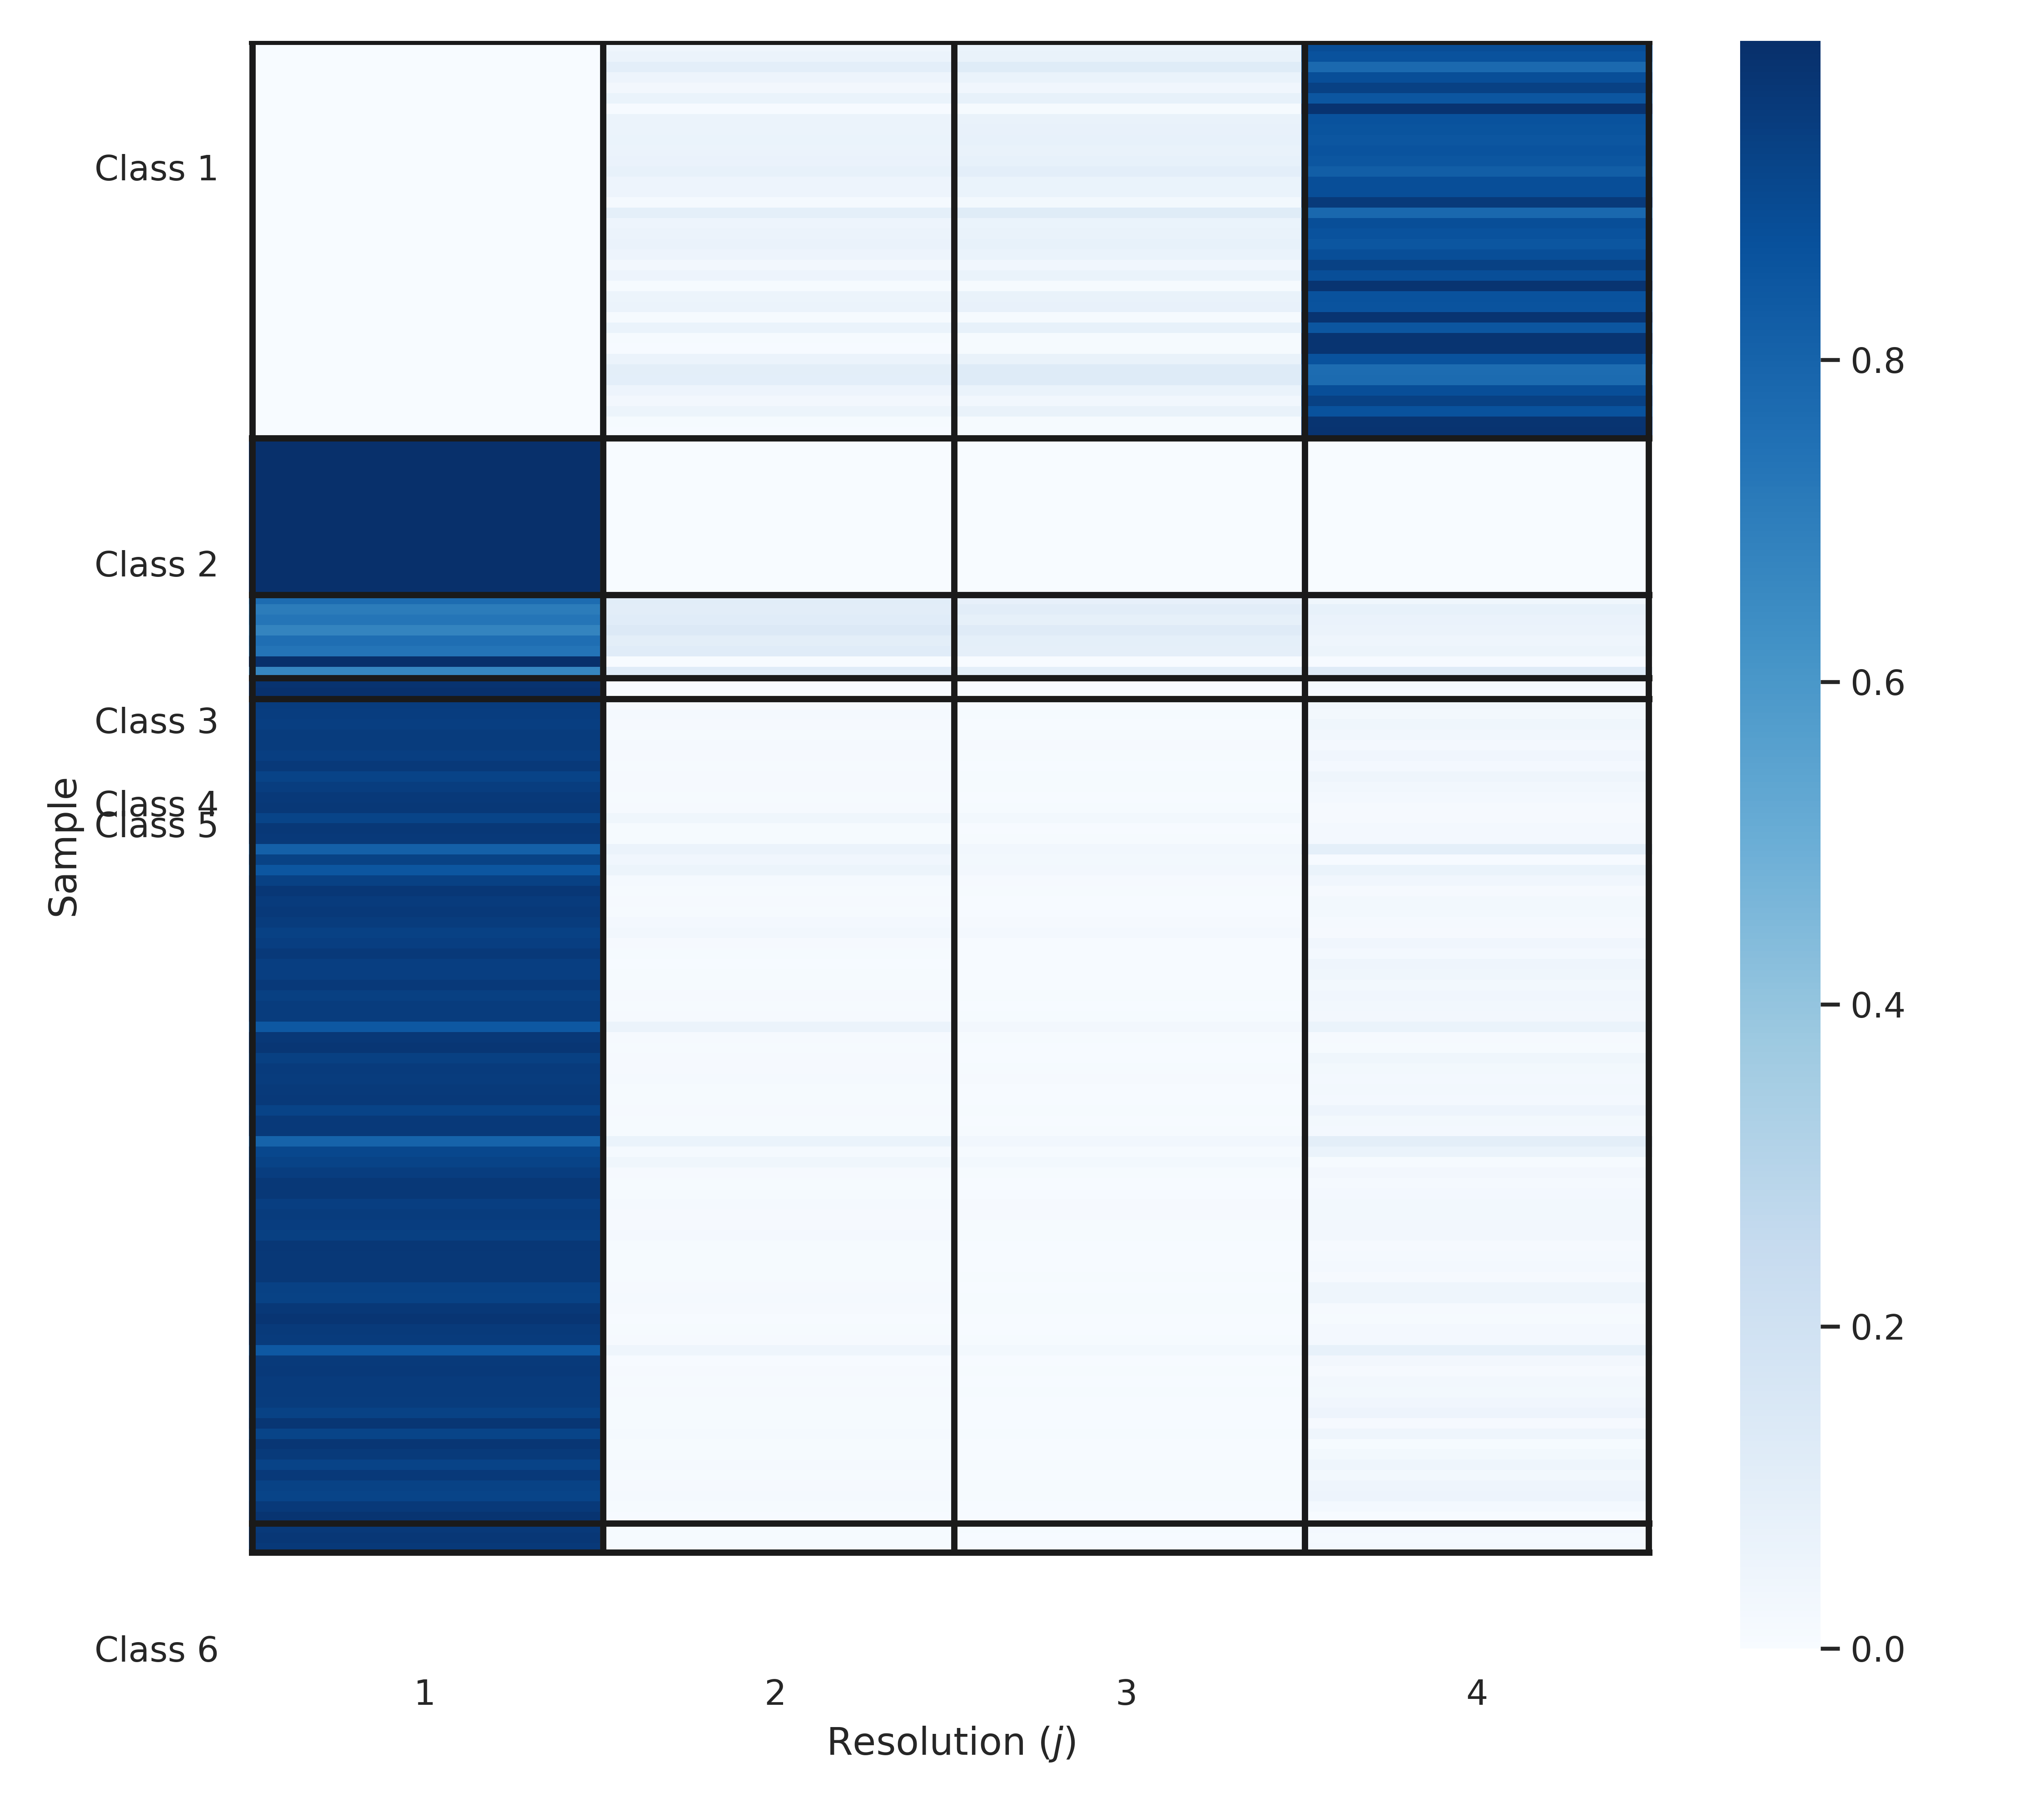 Class 1
Class 2
Class 3
Class 4
Class 5
Class 6
Sample
1 2 3 4
Resolution (j)
0.8
0.6
0.4
0.2
0.0